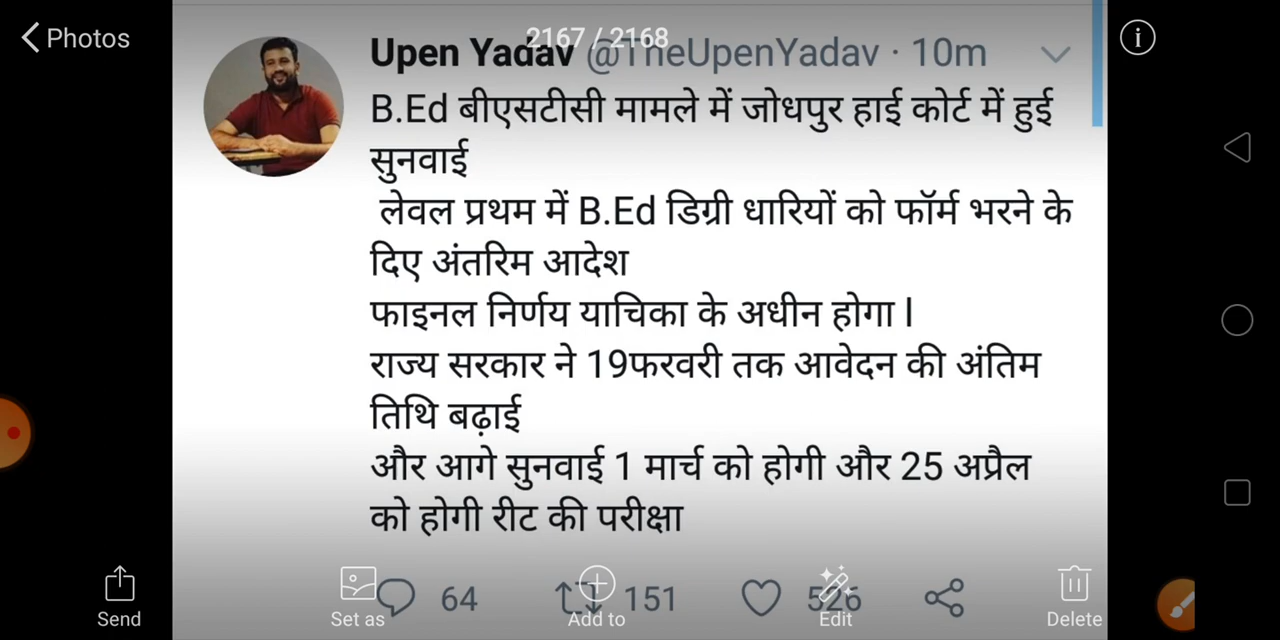 Photos
2167 / 2168
Upen Yadav @TheUpenYadav · 10m
B.Ed बीएसटीसी मामले में जोधपुर हाई कोर्ट में हुई
सुनवाई
लेवल प्रथम में B.Ed डिग्री धारियों को फॉर्म भरने के
दिए अंतरिम आदेश
फाइनल निर्णय याचिका के अधीन होगा l
राज्य सरकार ने 19फरवरी तक आवेदन की अंतिम
तिथि बढ़ाई
और आगे सुनवाई 1 मार्च को होगी और 25 अप्रैल
को होगी रीट की परीक्षा
64 151 526
Send Set as Add to Edit Delete